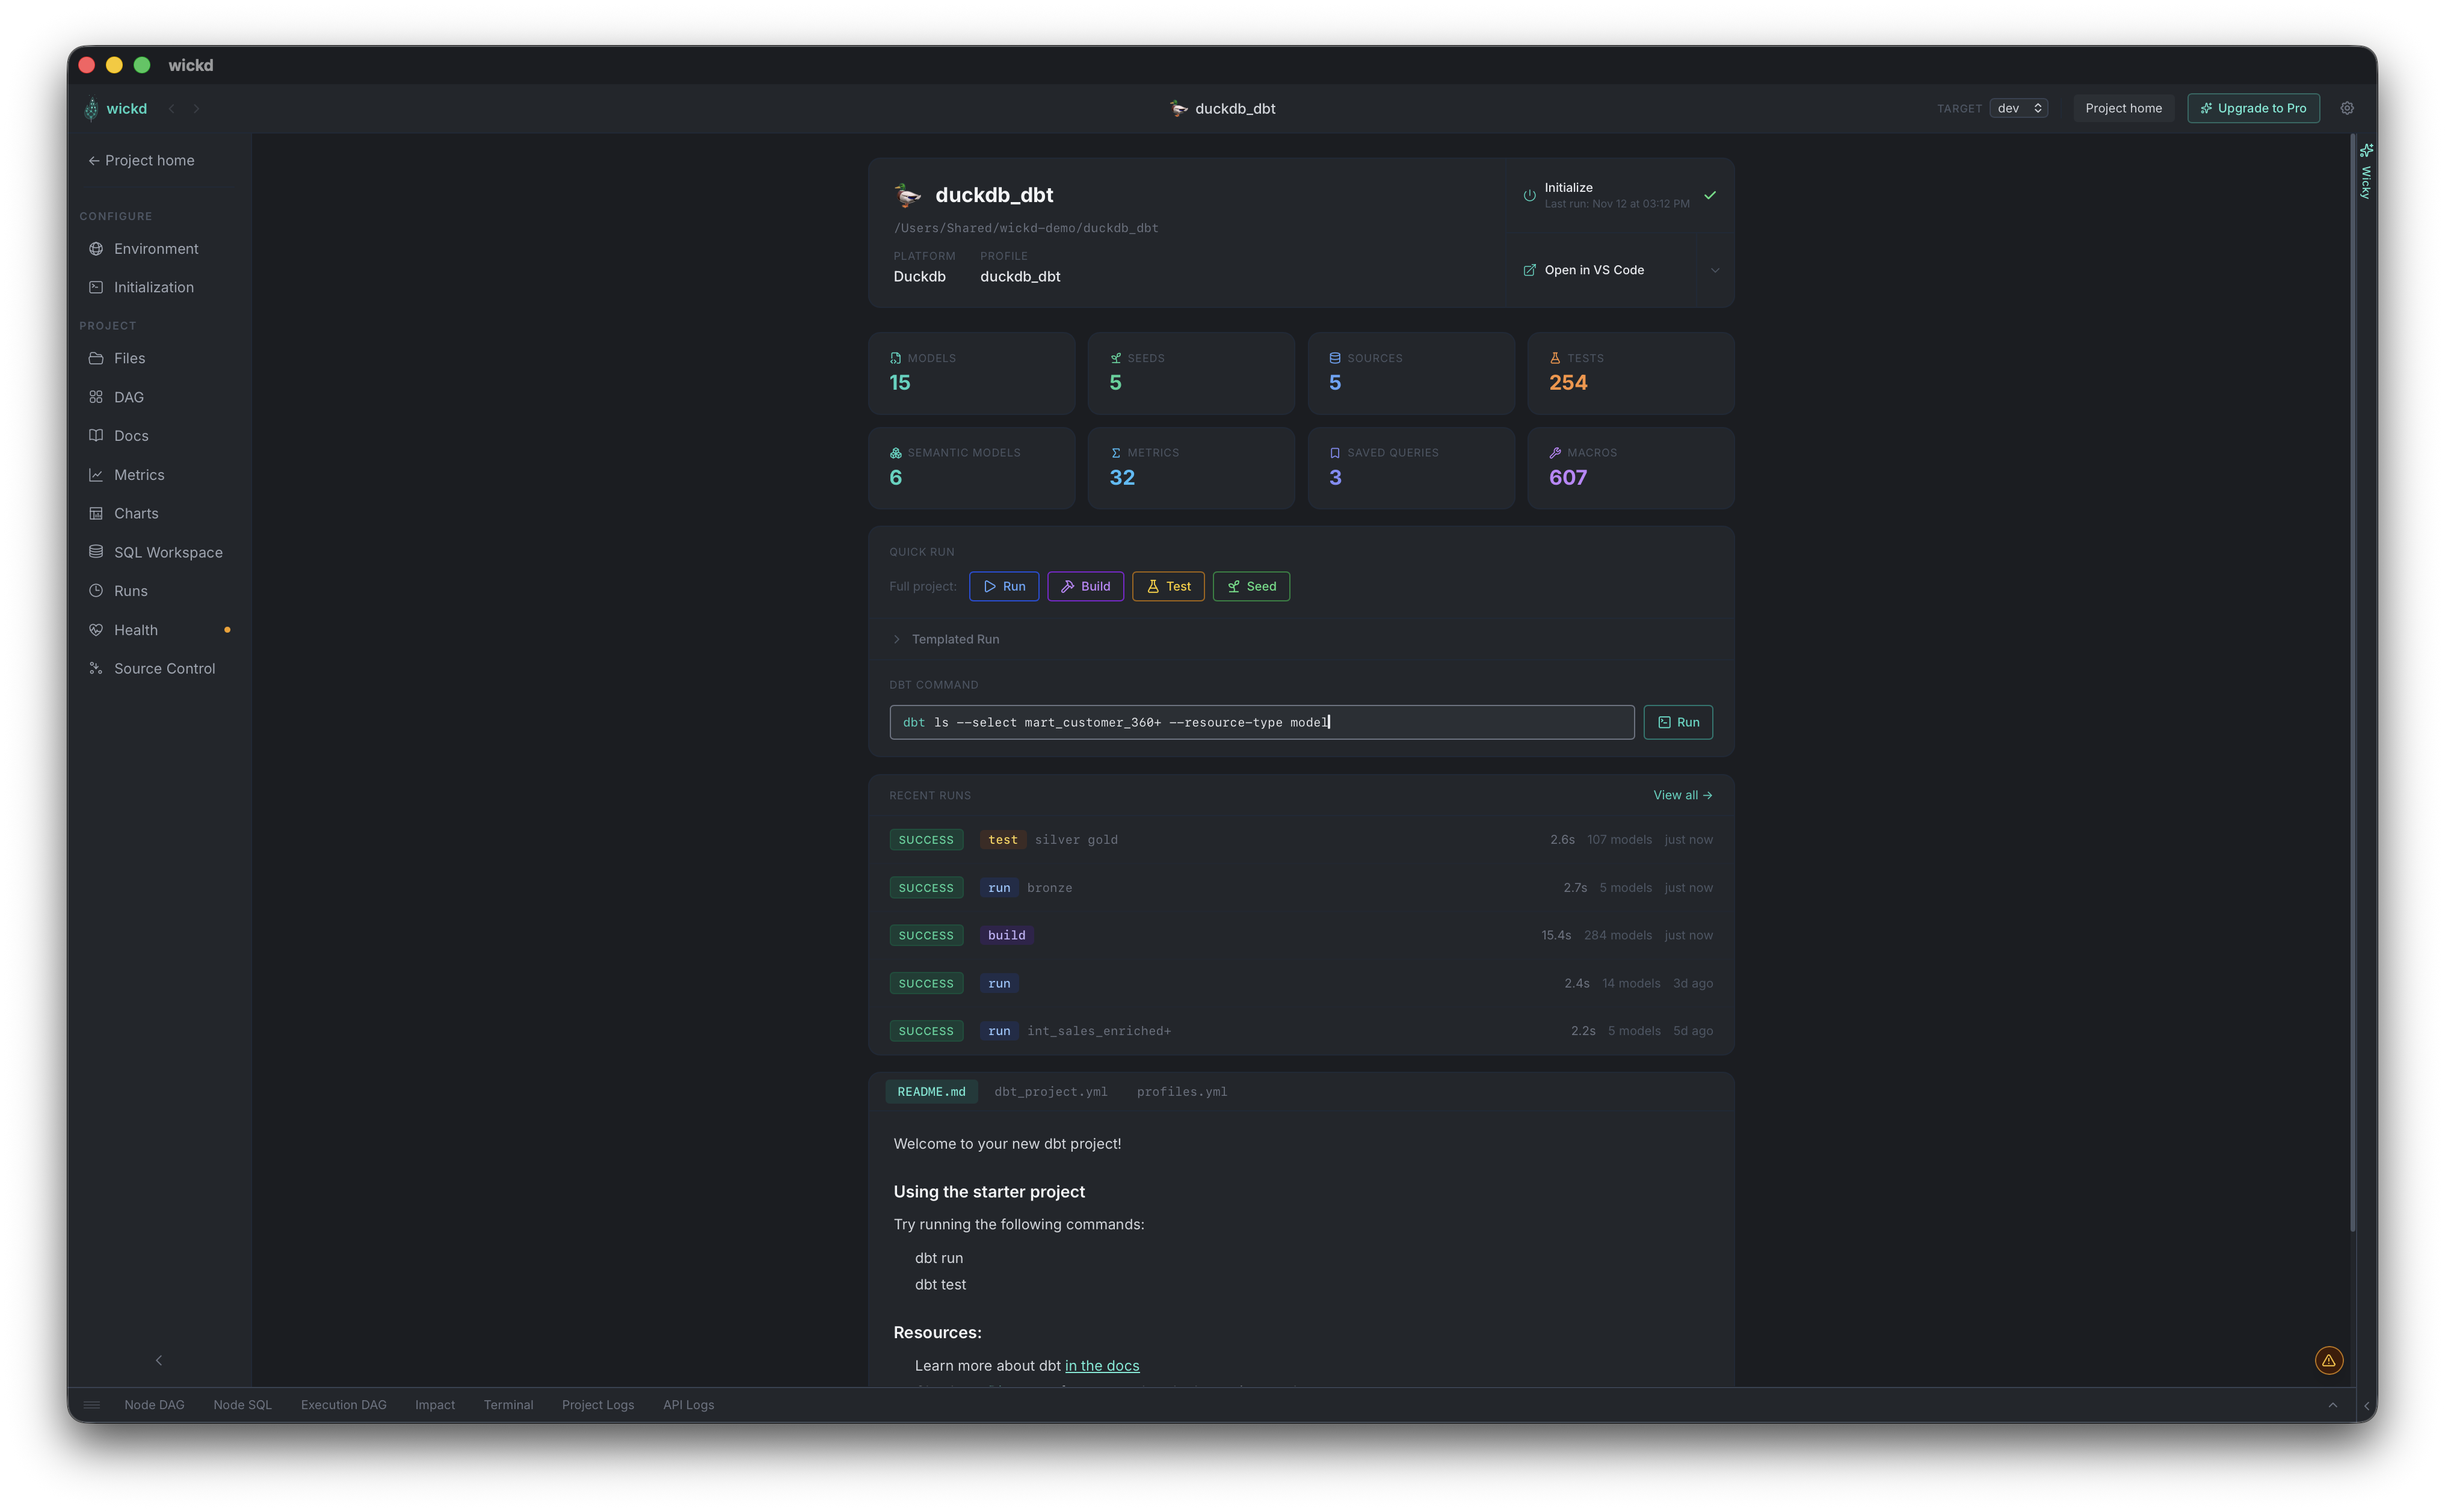 wickd
wickd
duckdb_dbt
TARGET dev Project home Upgrade to Pro
Wicky
Project home
CONFIGURE
Environment
Initialization
PROJECT
Files
DAG
Docs
Metrics
Charts
SQL Workspace
Runs
Health
Source Control
duckdb_dbt
Initialize
Last run: Nov 12 at 03:12 PM
/Users/Shared/wickd-demo/duckdb_dbt
PLATFORM PROFILE
Duckdb duckdb_dbt
Open in VS Code
MODELS SEEDS SOURCES TESTS
15 5 5 254
SEMANTIC MODELS METRICS SAVED QUERIES MACROS
6 32 3 607
QUICK RUN
Full project: Run Build Test Seed
Templated Run
DBT COMMAND
dbt ls --select mart_customer_360+ --resource-type model Run
RECENT RUNS View all →
SUCCESS test silver gold 2.6s 107 models just now
SUCCESS run bronze 2.7s 5 models just now
SUCCESS build 15.4s 284 models just now
SUCCESS run 2.4s 14 models 3d ago
SUCCESS run int_sales_enriched+ 2.2s 5 models 5d ago
README.md dbt_project.yml profiles.yml
Welcome to your new dbt project!
Using the starter project
Try running the following commands:
dbt run
dbt test
Resources:
Learn more about dbt in the docs
Node DAG Node SQL Execution DAG Impact Terminal Project Logs API Logs